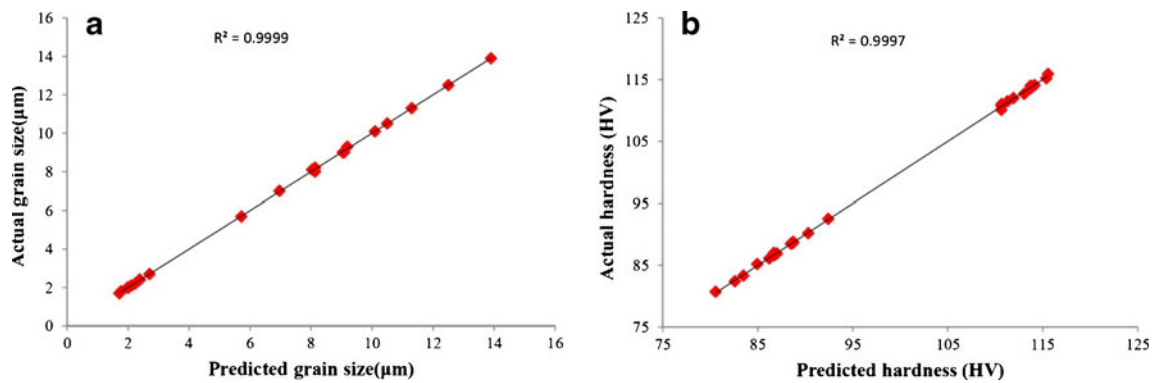 a
R² = 0.9999
16
14
12
10
8
6
4
2
0
Actual grain size(µm)
0 2 4 6 8 10 12 14 16
Predicted grain size(µm)
b
R² = 0.9997
125
115
105
95
85
75
Actual hardness (HV)
75 85 95 105 115 125
Predicted hardness (HV)